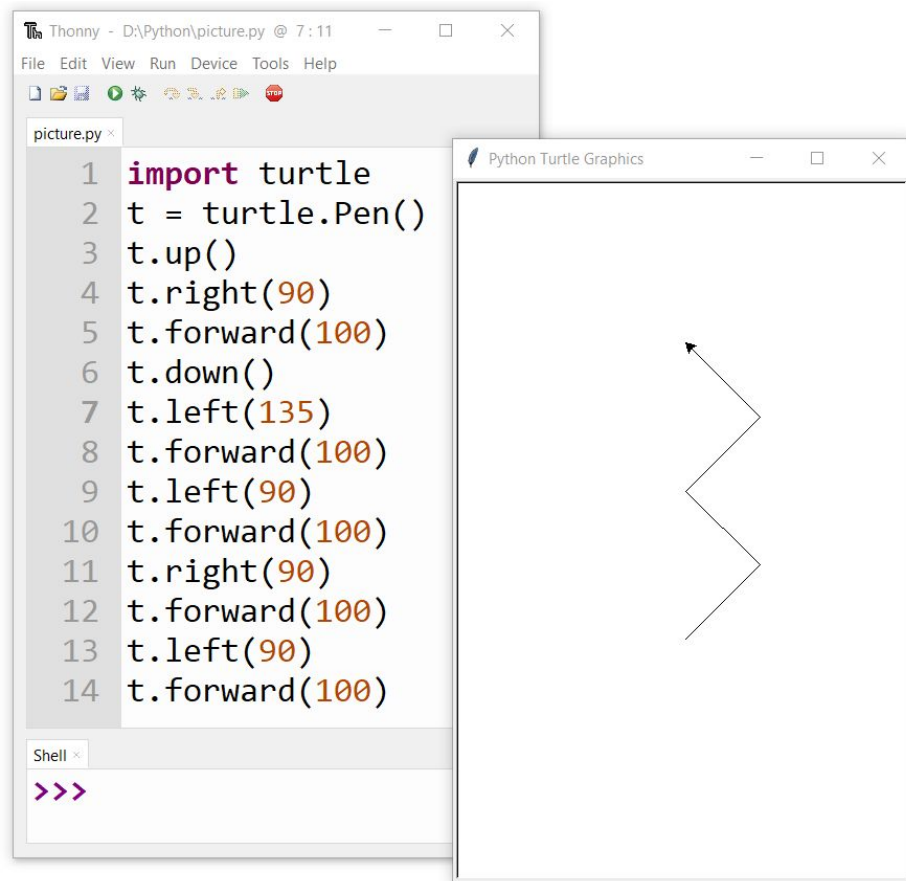 Thonny - D:\Python\picture.py @ 7 : 11
File Edit View Run Device Tools Help
STOP
picture.py ×
1 import turtle
2 t = turtle.Pen()
3 t.up()
4 t.right(90)
5 t.forward(100)
6 t.down()
7 t.left(135)
8 t.forward(100)
9 t.left(90)
10 t.forward(100)
11 t.right(90)
12 t.forward(100)
13 t.left(90)
14 t.forward(100)
Shell ×
>>>
Python Turtle Graphics